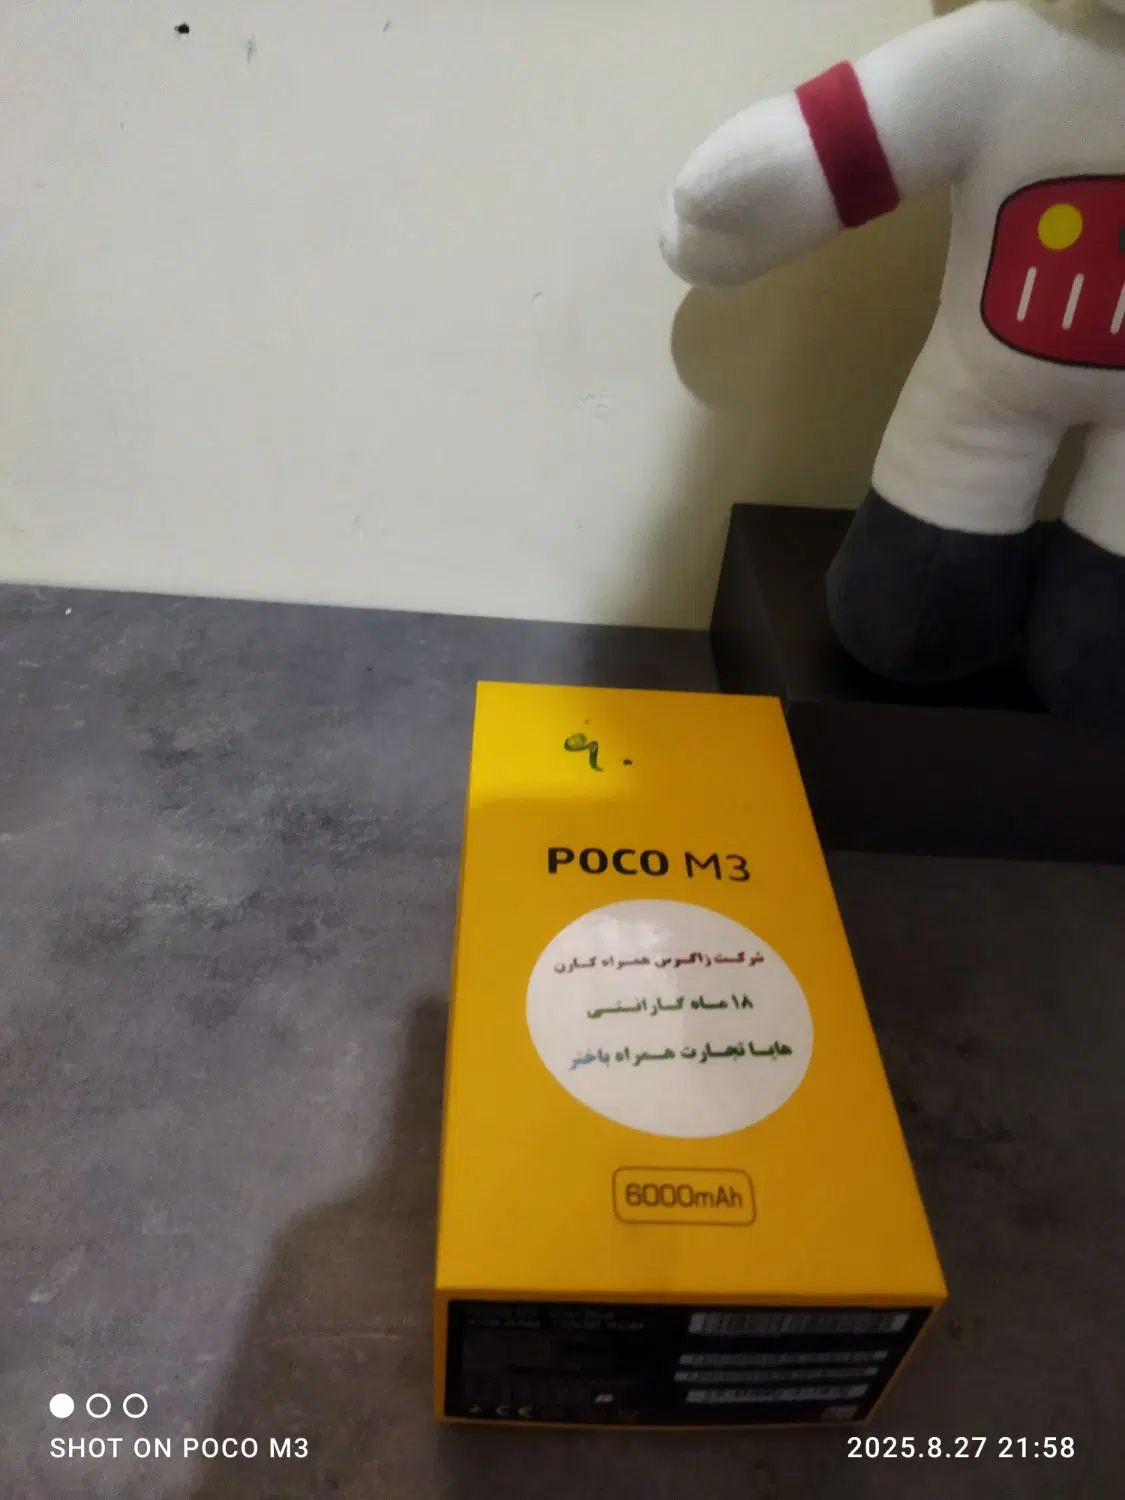 ۹۰
POCO M3
شرکت زاگرس همراه کارن
۱۸ ماه گارانتی
هایسا تجارت همراه باختر
6000mAh
SHOT ON POCO M3
2025.8.27 21:58